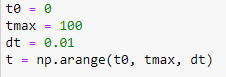 t0 = 0
tmax = 100
dt = 0.01
t = np.arange(t0, tmax, dt)